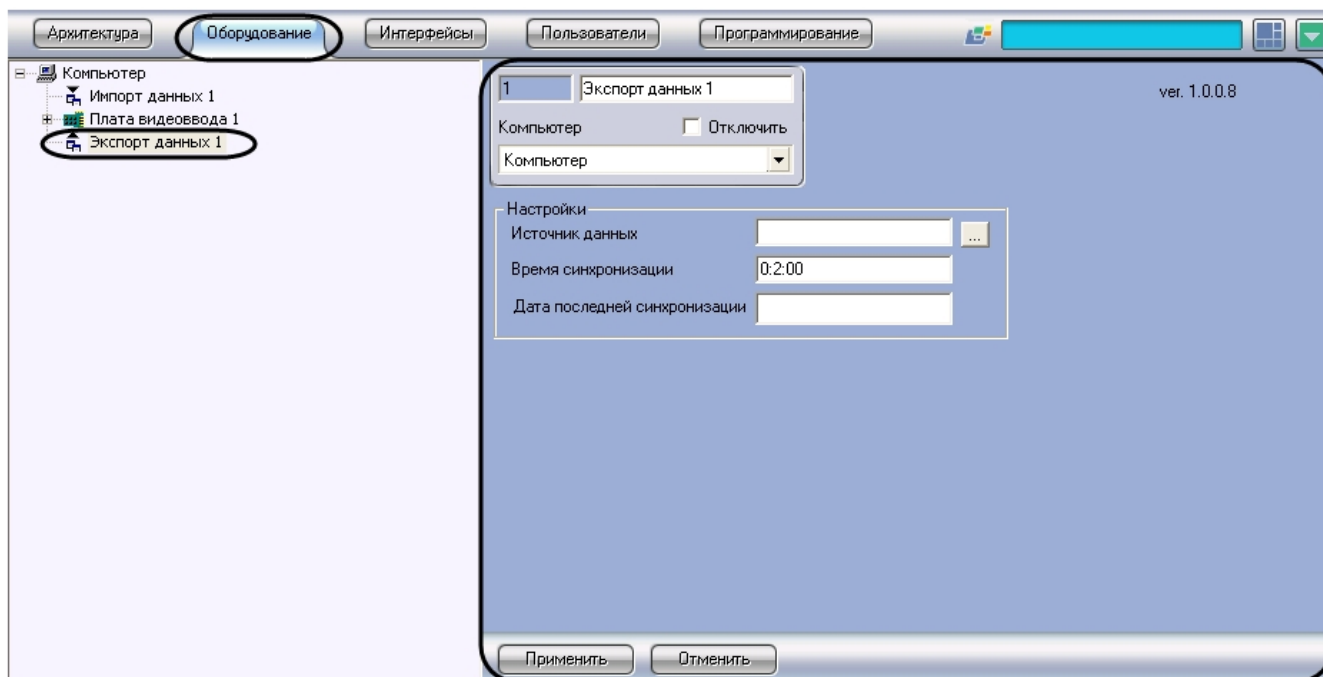 Архитектура Оборудование Интерфейсы Пользователи Программирование
Компьютер
Импорт данных 1
Плата видеоввода 1
Экспорт данных 1
1 Экспорт данных 1
ver. 1.0.0.8
Компьютер Отключить
Компьютер
Настройки
Источник данных ...
Время синхронизации 0:2:00
Дата последней синхронизации
Применить Отменить